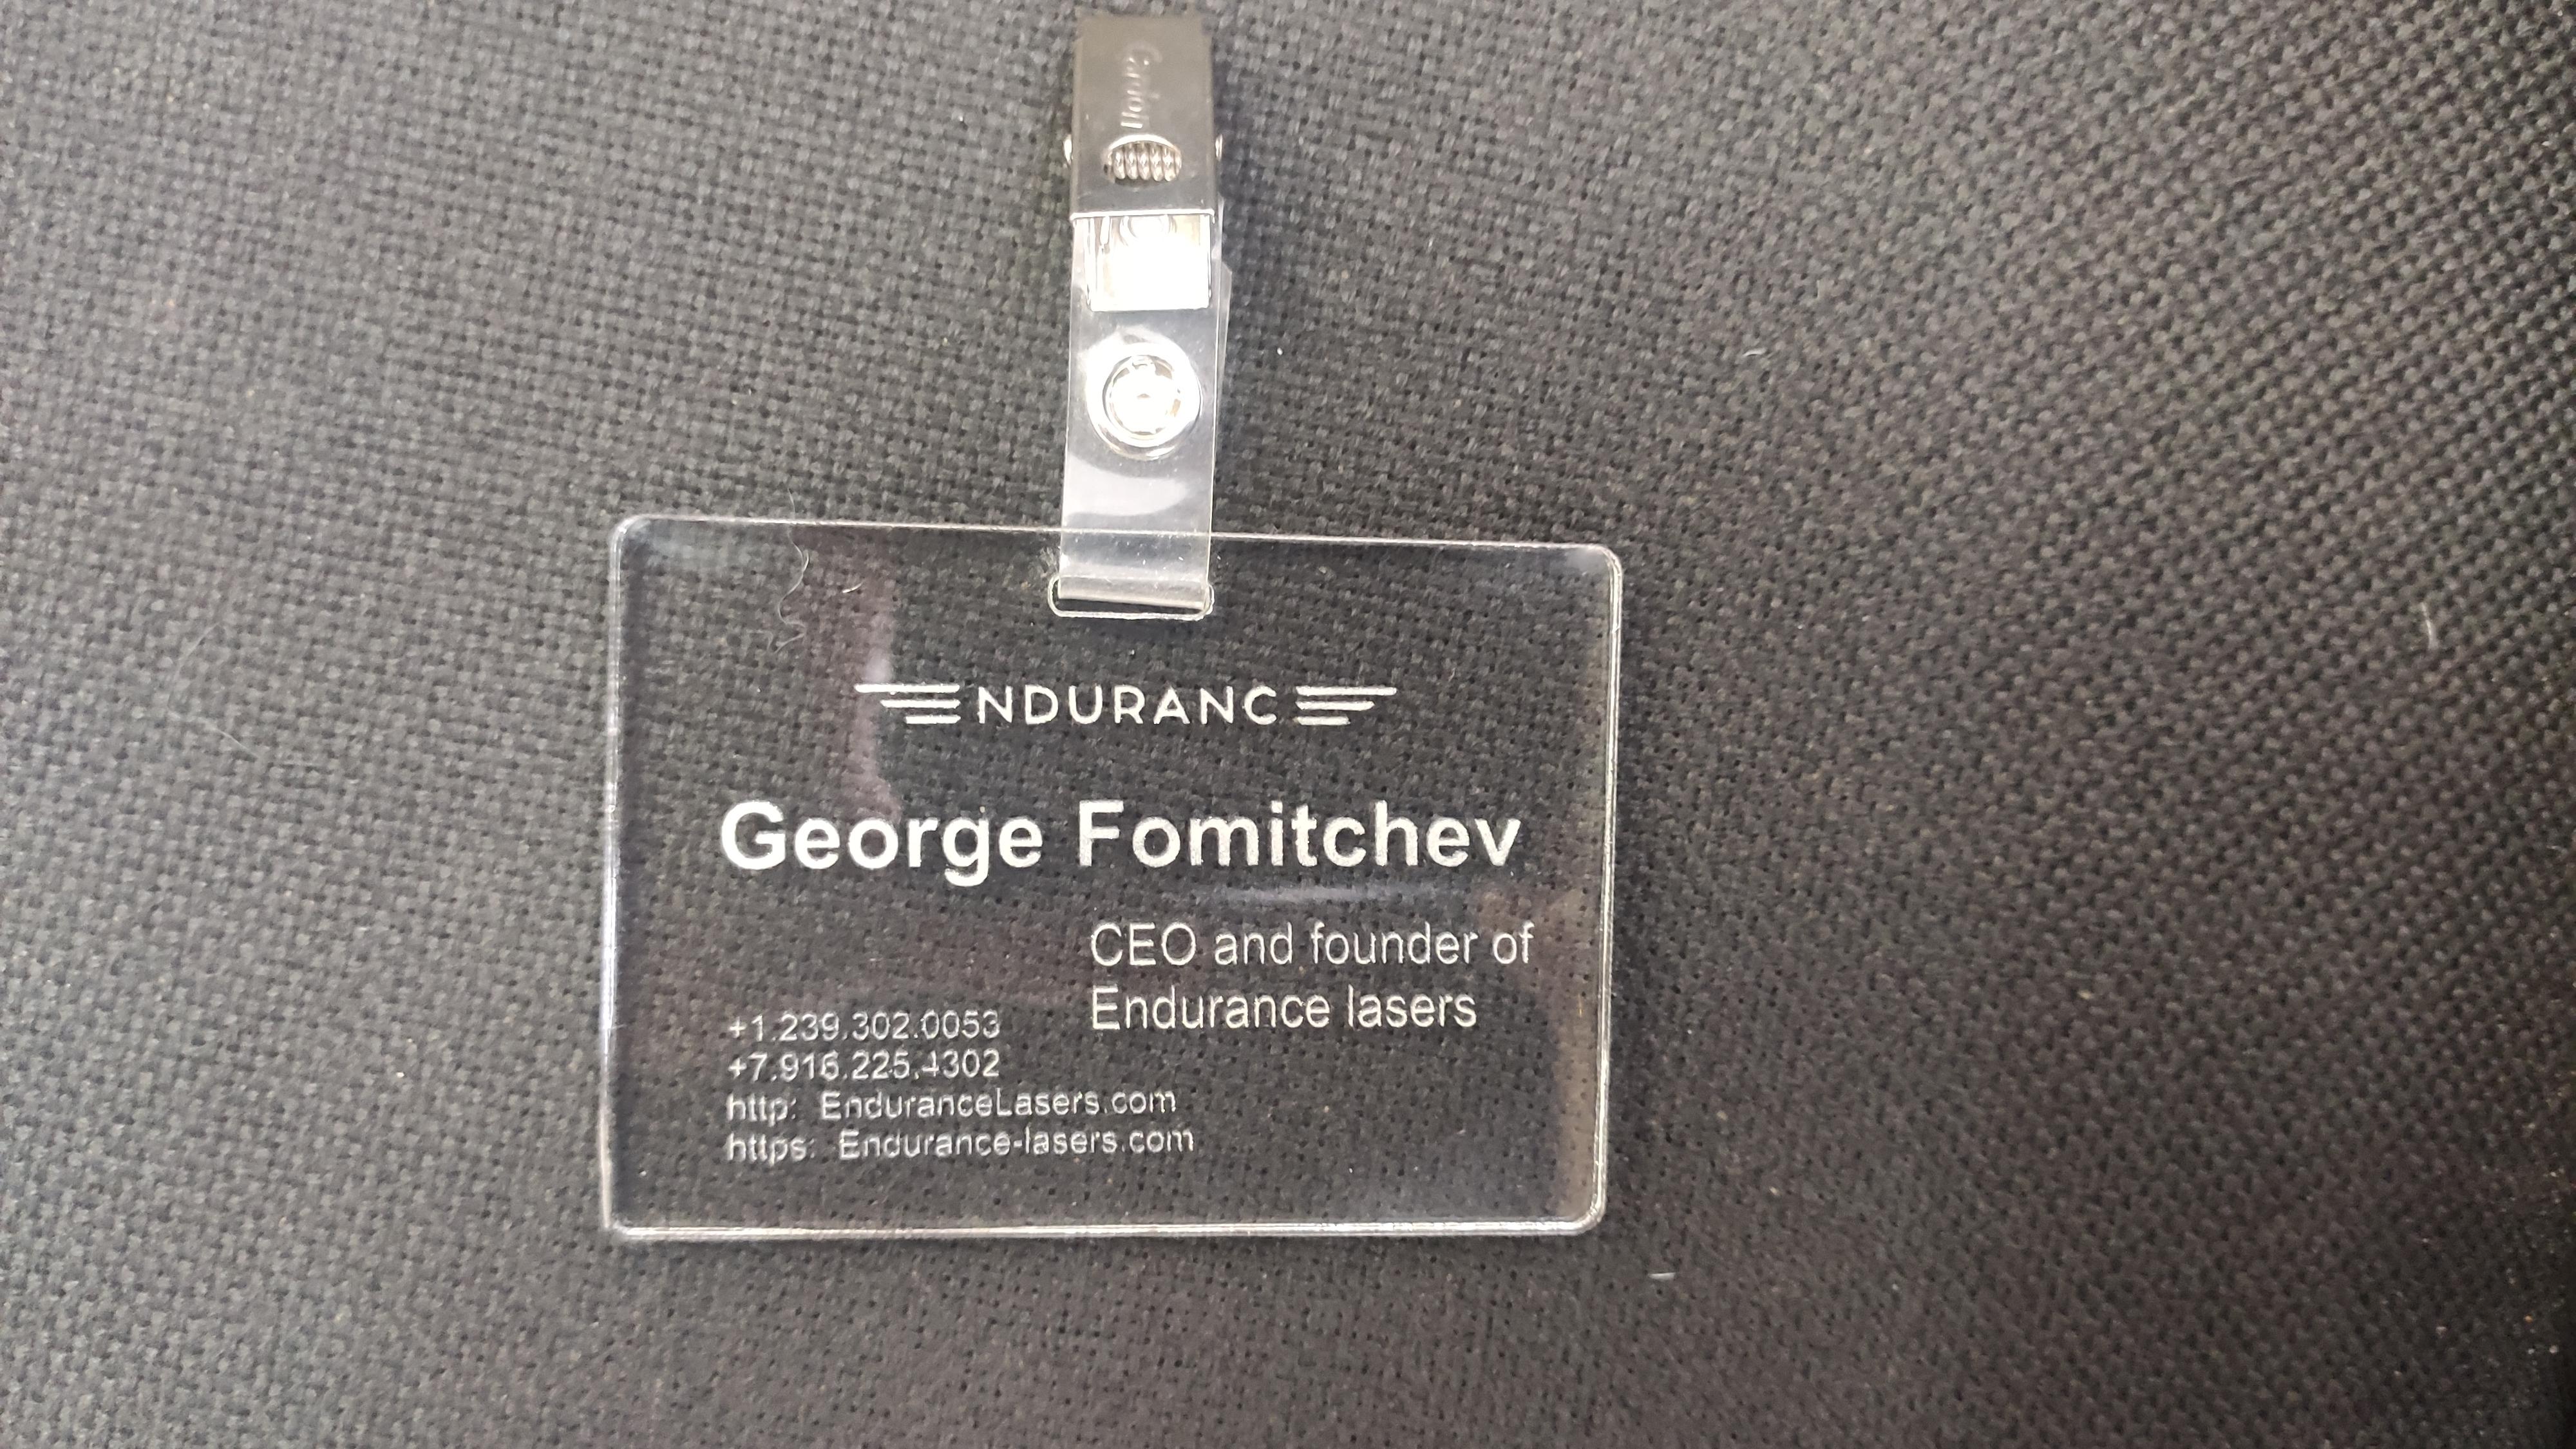 ENDURANCE
George Fomitchev
CEO and founder of
Endurance lasers
+1.239.302.0053
+7.916.225.4302
http: EnduranceLasers.com
https: Endurance-lasers.com